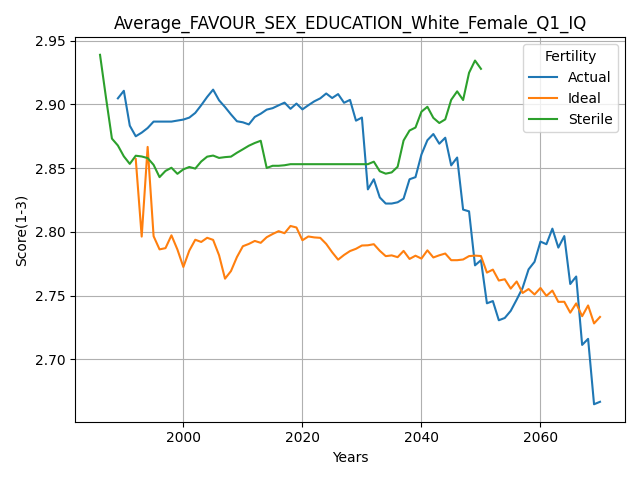 Average_FAVOUR_SEX_EDUCATION_White_Female_Q1_IQ
Fertility
Actual
Ideal
Sterile
Score(1-3)
2.95
2.90
2.85
2.80
2.75
2.70
2000 2020 2040 2060
Years